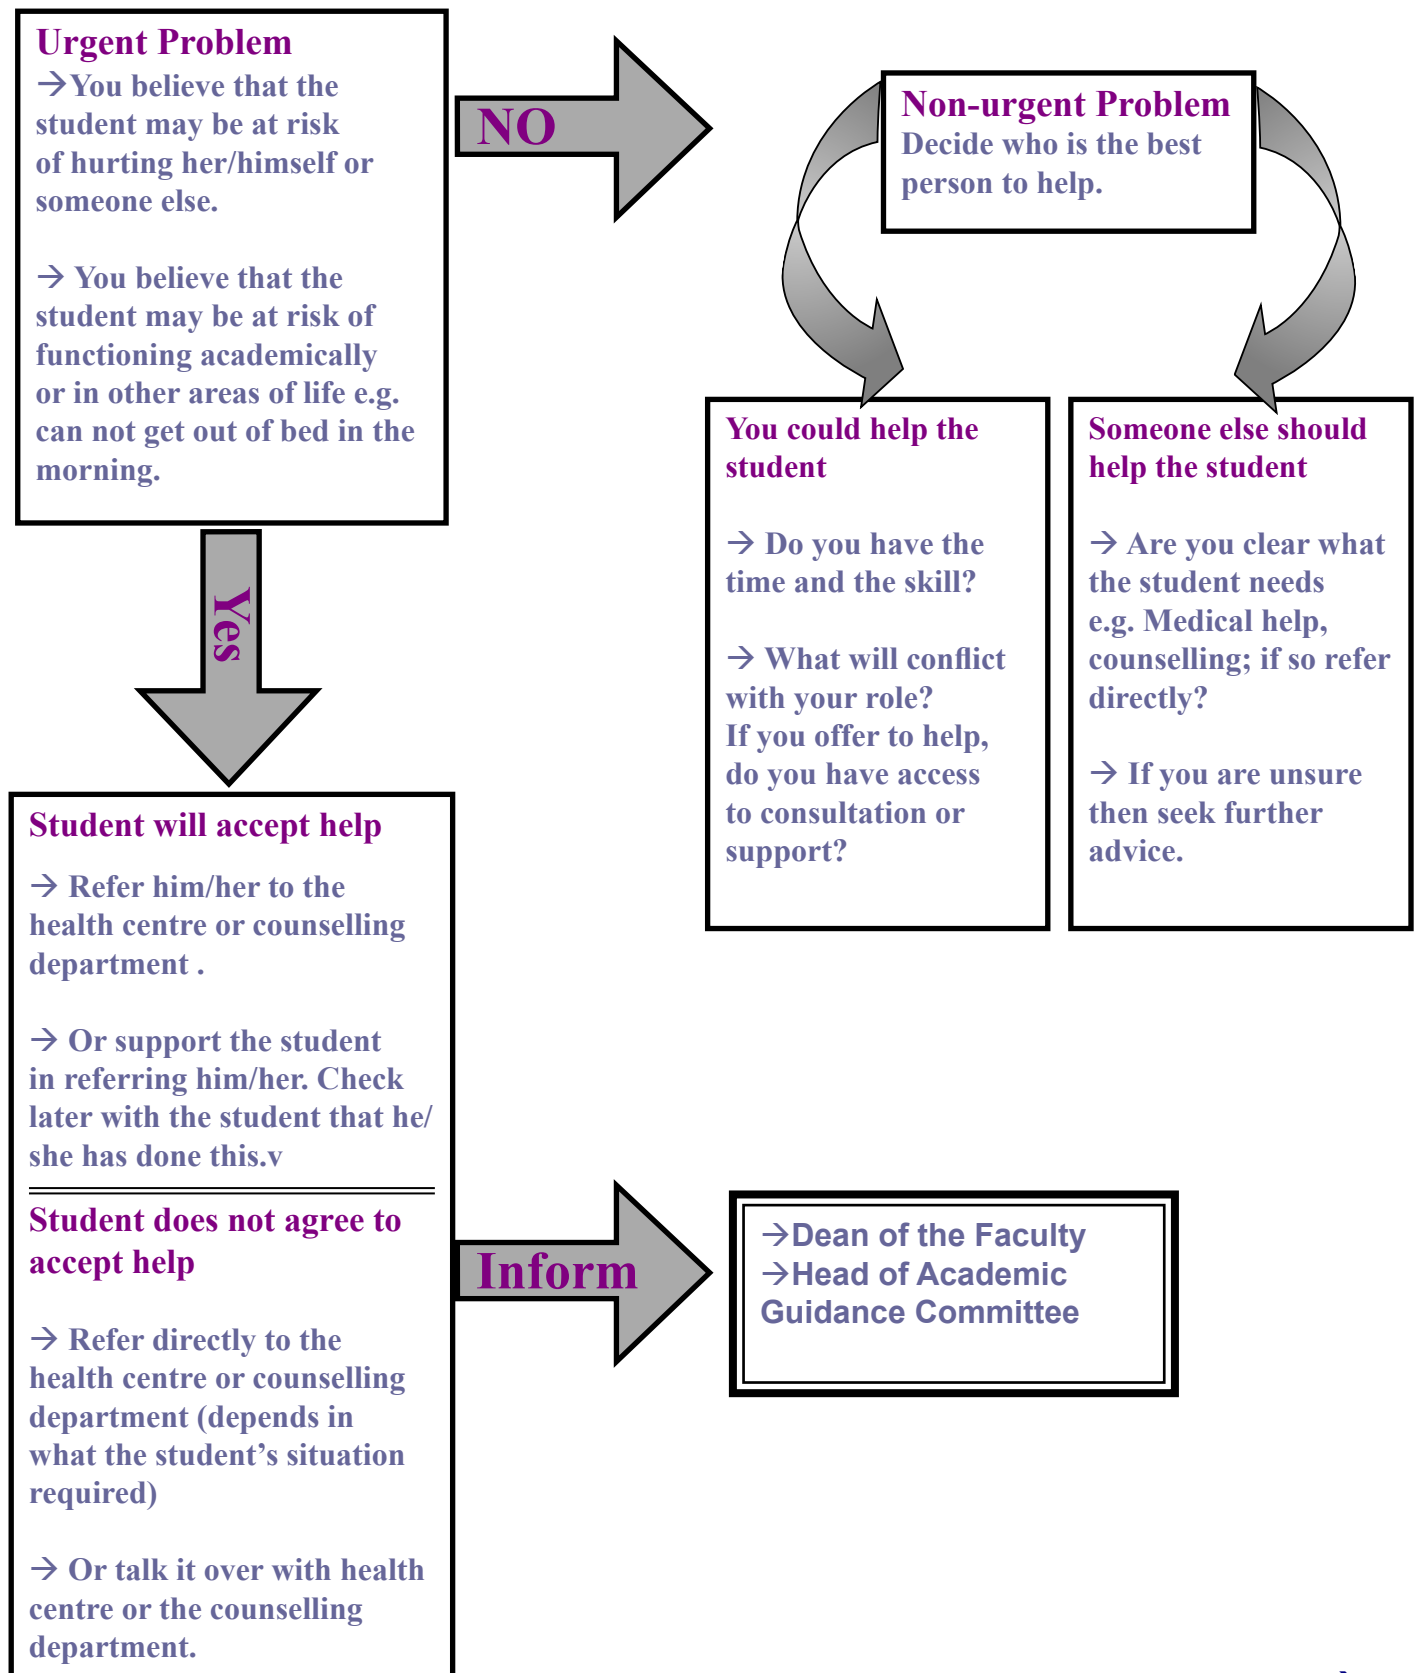 Urgent Problem
→You believe that the
student may be at risk
of hurting her/himself or
someone else.
→ You believe that the
student may be at risk of
functioning academically
or in other areas of life e.g.
can not get out of bed in the
morning.
NO
Non-urgent Problem
Decide who is the best
person to help.
You could help the
student
→ Do you have the
time and the skill?
→ What will conflict
with your role?
If you offer to help,
do you have access
to consultation or
support?
Someone else should
help the student
→ Are you clear what
the student needs
e.g. Medical help,
counselling; if so refer
directly?
→ If you are unsure
then seek further
advice.
Yes
Student will accept help
→ Refer him/her to the
health centre or counselling
department .
→ Or support the student
in referring him/her. Check
later with the student that he/
she has done this.v
Student does not agree to
accept help
→ Refer directly to the
health centre or counselling
department (depends in
what the student’s situation
required)
→ Or talk it over with health
centre or the counselling
department.
Inform
→Dean of the Faculty
→Head of Academic
Guidance Committee